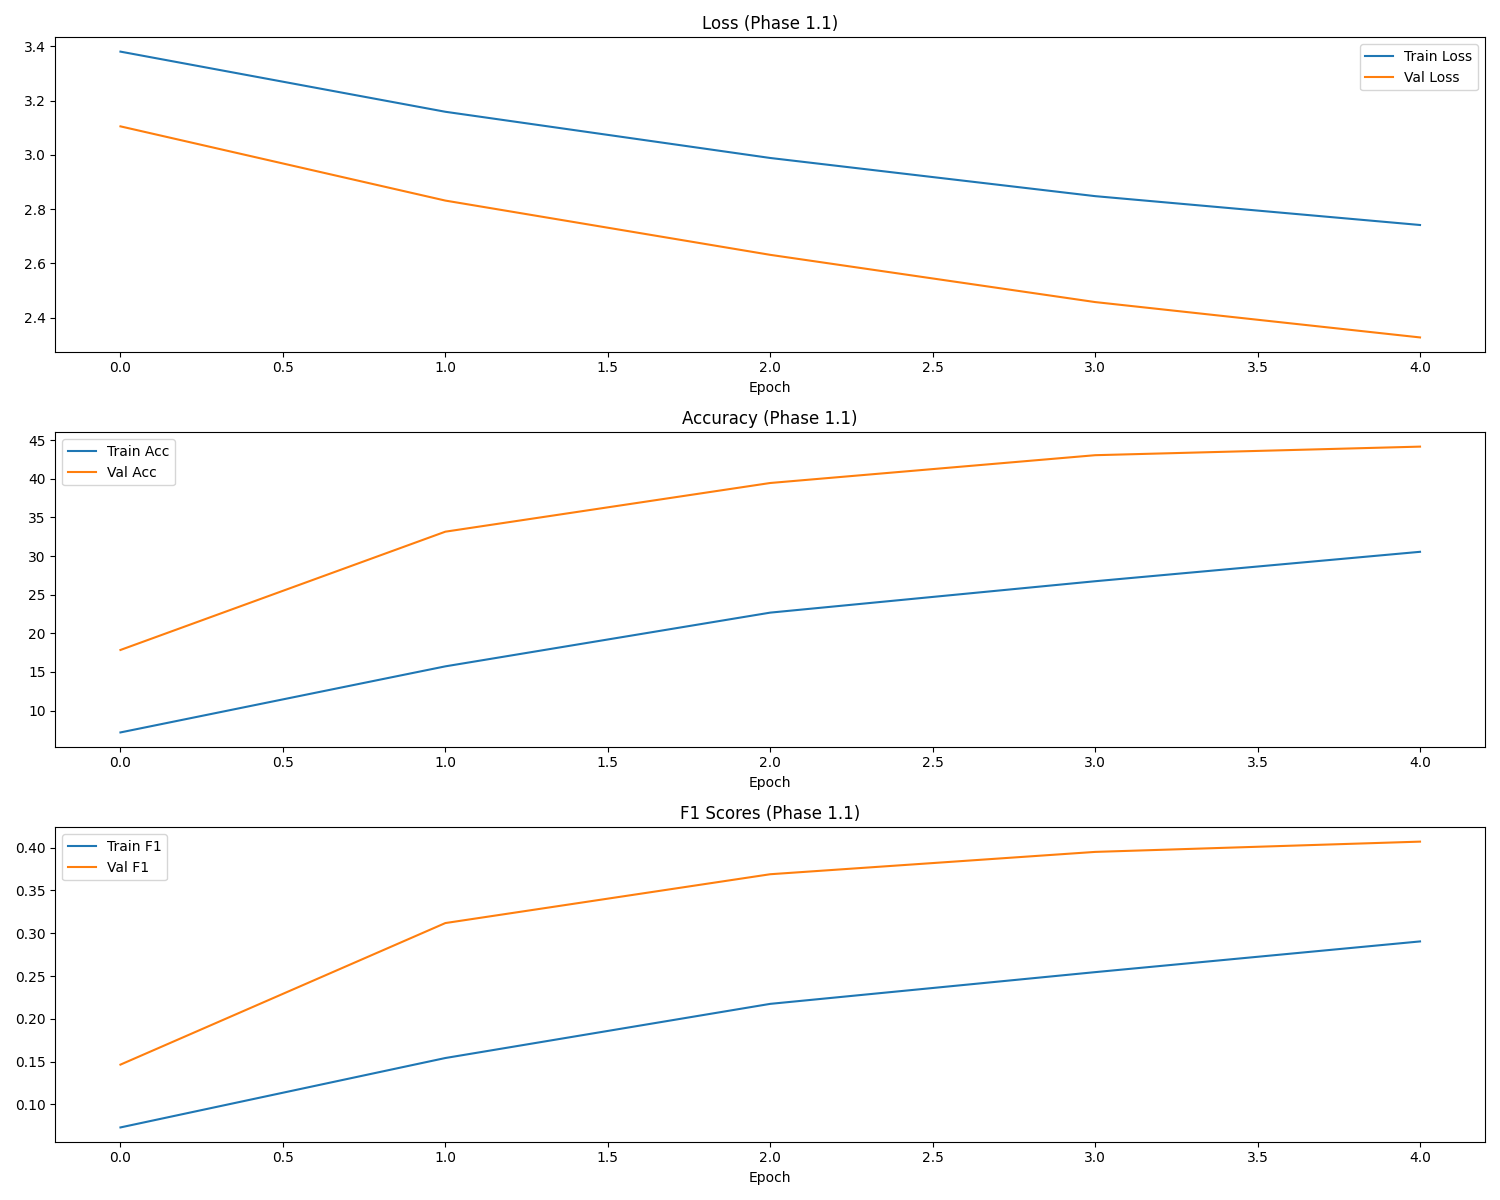 Loss (Phase 1.1)
3.4
3.2
3.0
2.8
2.6
2.4
Train Loss
Val Loss
0.0 0.5 1.0 1.5 2.0 2.5 3.0 3.5 4.0
Epoch
Accuracy (Phase 1.1)
45
40
35
30
25
20
15
10
Train Acc
Val Acc
0.0 0.5 1.0 1.5 2.0 2.5 3.0 3.5 4.0
Epoch
F1 Scores (Phase 1.1)
0.40
0.35
0.30
0.25
0.20
0.15
0.10
Train F1
Val F1
0.0 0.5 1.0 1.5 2.0 2.5 3.0 3.5 4.0
Epoch